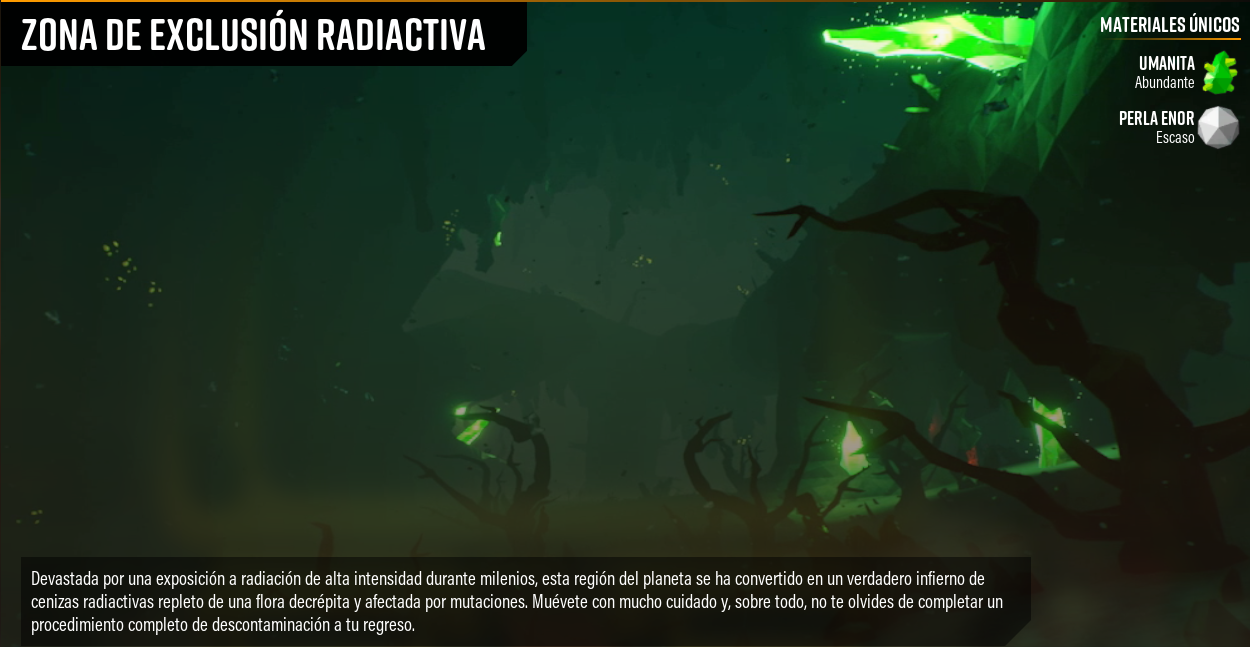 ZONA DE EXCLUSIÓN RADIACTIVA
MATERIALES ÚNICOS
UMANITA
Abundante
PERLA ENOR
Escaso
Devastada por una exposición a radiación de alta intensidad durante milenios, esta región del planeta se ha convertido en un verdadero infierno de
cenizas radiactivas repleto de una flora decrépita y afectada por mutaciones. Muévete con mucho cuidado y, sobre todo, no te olvides de completar un
procedimiento completo de descontaminación a tu regreso.